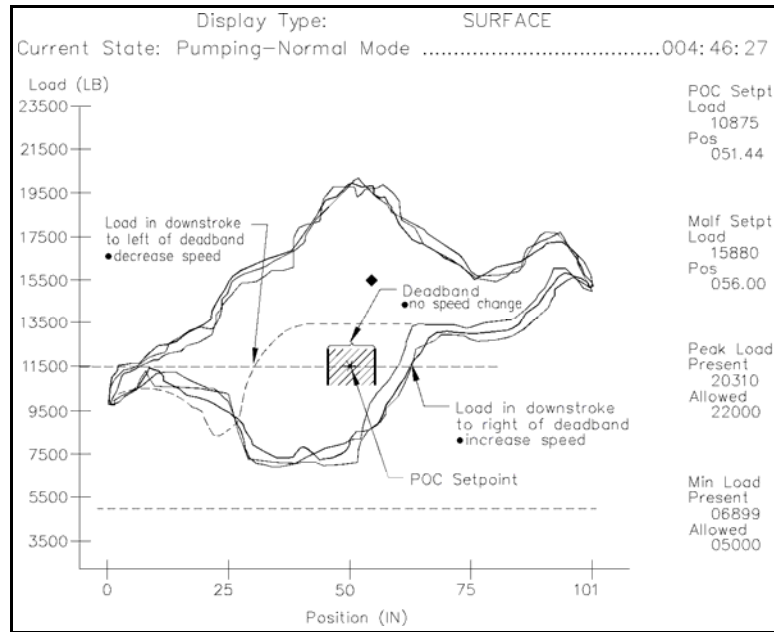 Display Type: SURFACE
Current State: Pumping-Normal Mode ..................................004:46:27
Load (LB)
23500
21500
19500
17500
15500
13500
11500
9500
7500
5500
3500
Load in downstroke
to left of deadband
●decrease speed
Deadband
●no speed change
Load in downstroke
to right of deadband
●increase speed
POC Setpoint
0
25
50
75
101
Position (IN)
POC Setpt
Load
10875
Pos
051.44
Malf Setpt
Load
15880
Pos
056.00
Peak Load
Present
20310
Allowed
22000
Min Load
Present
06899
Allowed
05000